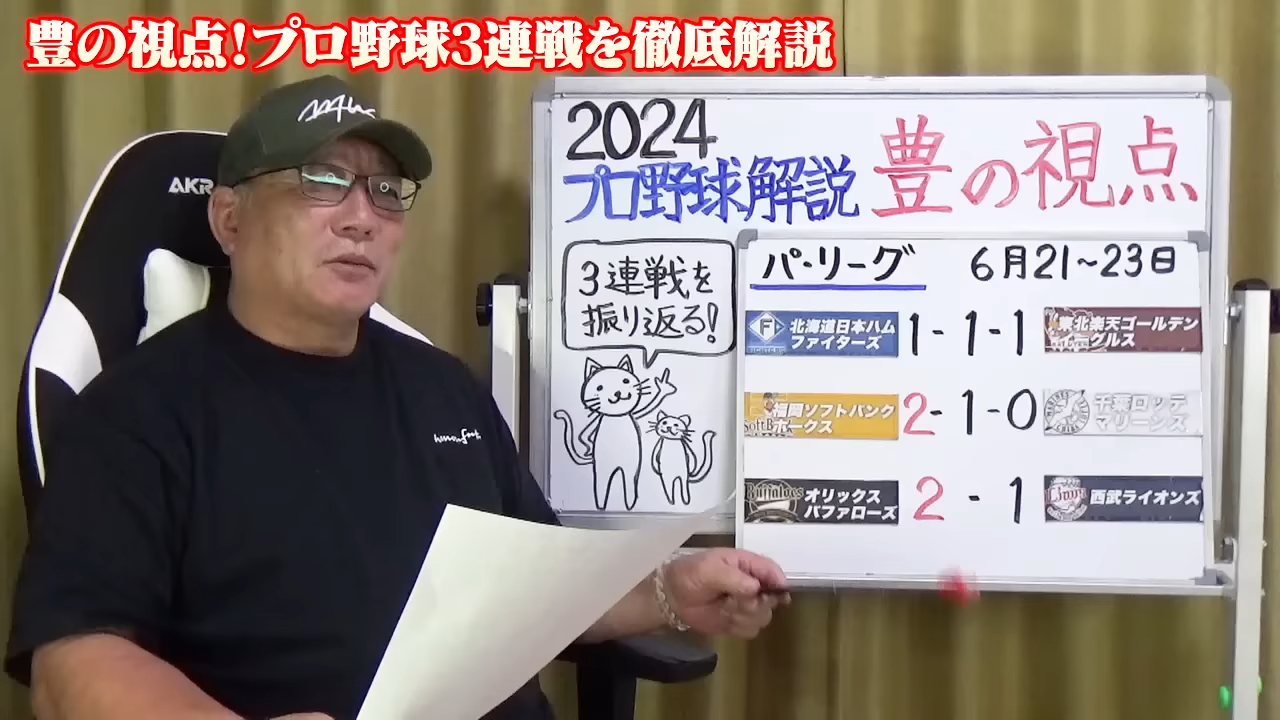 豊の視点!プロ野球3連戦を徹底解説
AKR
2024
プロ野球解説 豊の視点
3連戦を
振り返る!
パ・リーグ 6月21~23日
北海道日本ハム
ファイターズ
1-1-1
東北楽天ゴールデン
イーグルス
福岡ソフトバンク
ホークス
2-1-0
千葉ロッテ
マリーンズ
Buffaloes
オリックス
バファローズ
2-1
Lions
西武ライオンズ